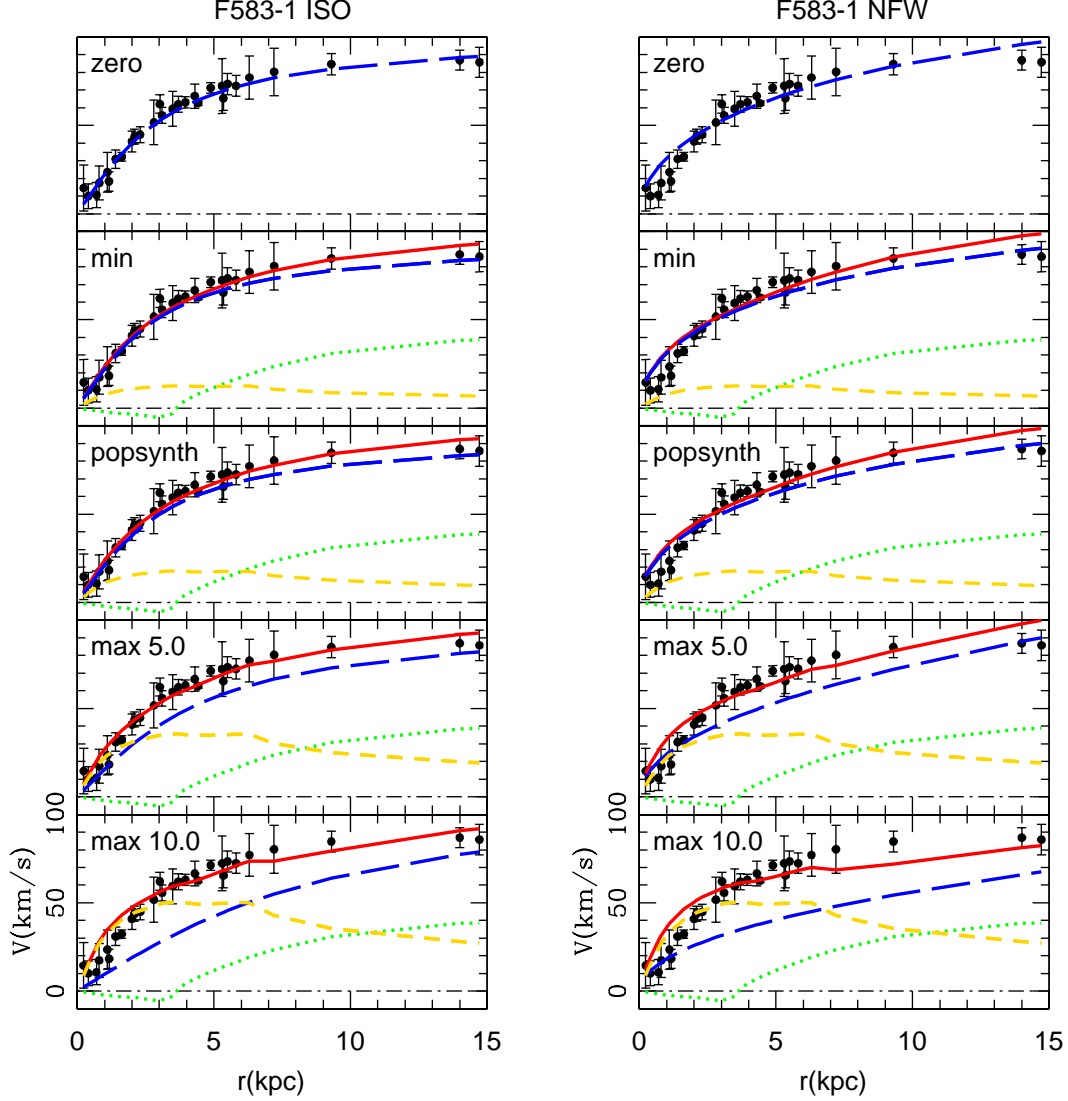 F583-1 ISO
F583-1 NFW
zero
zero
min
min
popsynth
popsynth
max 5.0
max 5.0
max 10.0
max 10.0
100
50
0
V(km/s)
100
50
0
V(km/s)
0 5 10 15
0 5 10 15
r(kpc)
r(kpc)